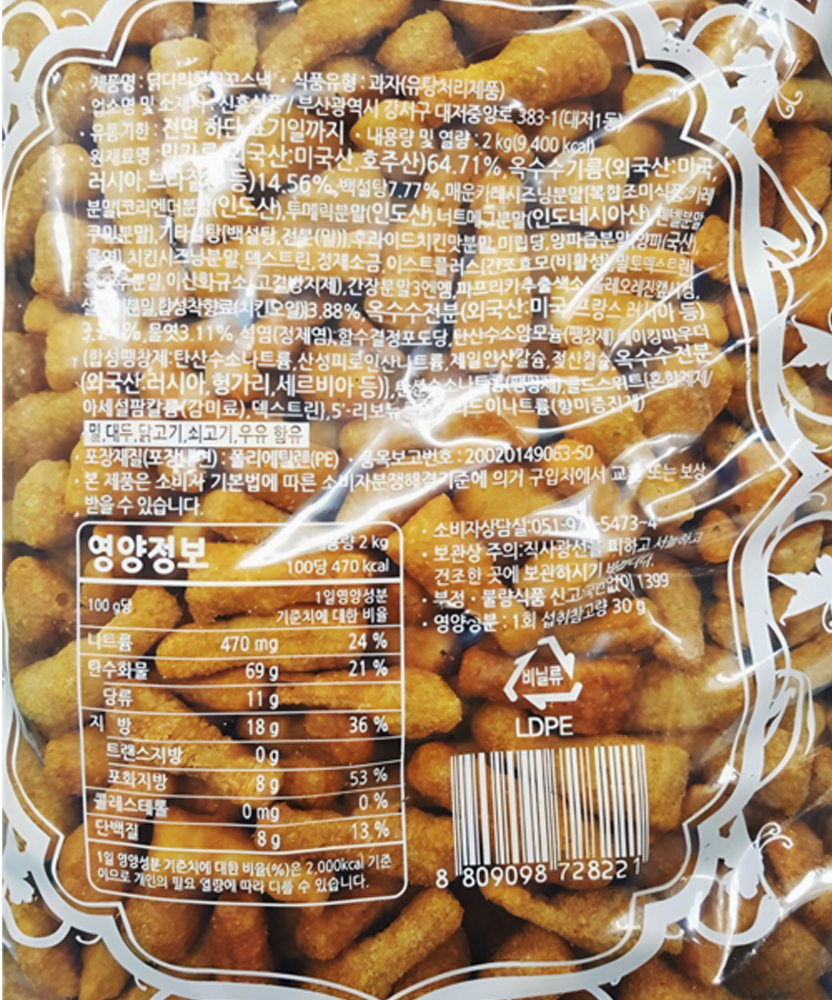 · 제품명 : 닭다리 스낵 · 식품유형 : 과자(유탕처리제품)
· 업소명 및 소재지 : 신흥식품 / 부산광역시 강서구 대저중앙로 383-1(대저1동)
· 유통기한 : 전면 하단 표기일까지 · 내용량 및 열량 : 2 kg(9,400 kcal)
· 원재료명 : 밀가루 국산:미국산,호주산)64.71%, 옥수수기름(외국산:미국,
러시아, 등)14.56%, 백설탕7.77%, 매운카레시즈닝분말{복합조미식품:카레
분말(코리앤더분말(인도산),투메릭분말(인도산),너트메그분말(인도네시아산),
쿠민분말),기타설탕(백설탕,전분(밀)),후라이드치킨맛분말,미립당,양파즙분말
치킨시즈닝분말,덱스트린,정제소금,이스트플러스(건조효모(비활성),말토덱스트린,
이산화규소(고결방지제),간장분말3엔엠,파프리카추출색소,
합성착향료(치킨오일)}3.88%, 옥수수전분(외국산:미국,프랑스,러시아 등)
물엿3.11%, 식염(정제염),함수결정포도당,탄산수소암모늄(팽창제),베이킹파우더
{합성팽창제:탄산수소나트륨,산성피로인산나트륨,제일인산칼슘,젖산칼슘,옥수수전분
(외국산:러시아,헝가리,세르비아 등)},
아세설팜칼륨(감미료),덱스트린},5'-리보뉴 이나트륨(향미증진제)
밀,대두,닭고기,쇠고기,우유 함유
· 포장재질(포장내면) : 폴리에틸렌(PE) · 품목보고번호 : 20020149063-50
· 본 제품은 소비자 기본법에 따른 소비자분쟁해결기준에 의거 구입처에서 교환 또는 보상
받을 수 있습니다.
영양정보
총 내용량 2 kg
100당 470 kcal
100 g당 1일영양성분
기준치에 대한 비율
나트륨 470 mg 24 %
탄수화물 69 g 21 %
당류 11 g
지 방 18 g 36 %
트랜스지방 0 g
포화지방 8 g 53 %
콜레스테롤 0 mg 0 %
단백질 8 g 13 %
1일 영양성분 기준치에 대한 비율(%)은 2,000kcal 기준
이므로 개인의 필요 열량에 따라 다를 수 있습니다.
· 소비자상담실:051-97 -5473~4
· 보관상 주의:직사광선을 피하고 서늘하고
건조한 곳에 보관하시기 바랍니다.
· 부정 · 불량식품 신고:국번없이 1399
· 영양성분 : 1회 섭취참고량 30 g
비닐류
LDPE
8 809098 728221